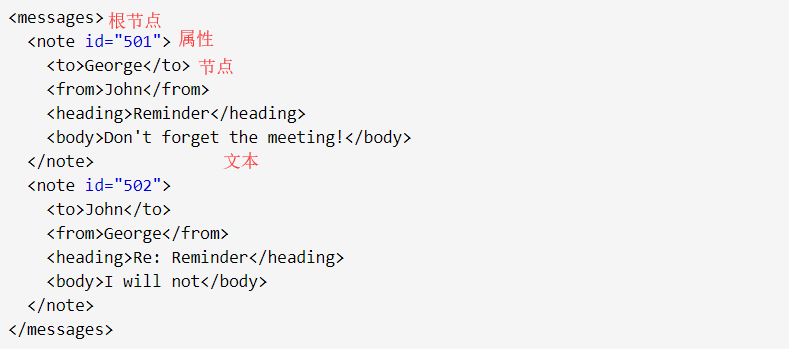 <messages> 根节点
<note id="501"> 属性
<to>George</to> 节点
<from>John</from>
<heading>Reminder</heading>
<body>Don't forget the meeting!</body>
</note> 文本
<note id="502">
<to>John</to>
<from>George</from>
<heading>Re: Reminder</heading>
<body>I will not</body>
</note>
</messages>